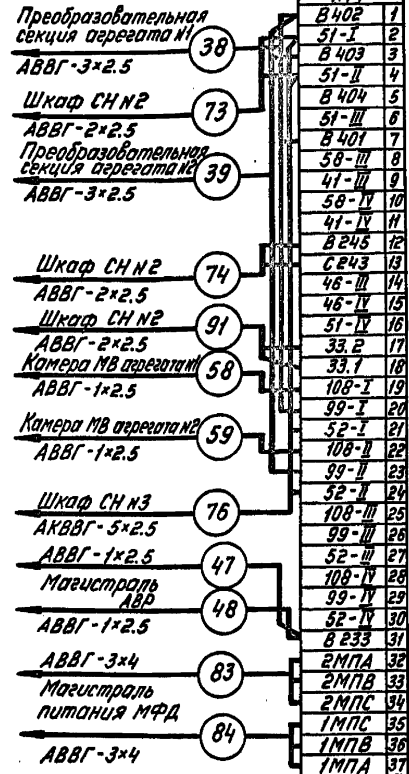 Преобразовательная
секция агрегата №1
38
АВВГ-3×2.5
Шкаф СН №2
73
АВВГ-2×2.5
Преобразовательная
секция агрегата №2
39
АВВГ-3×2.5
Шкаф СН №2
74
АВВГ-2×2.5
Шкаф СН №2
91
АВВГ-2×2.5
Камера МВ агрегата №1
58
АВВГ-1×2.5
Камера МВ агрегата №2
59
АВВГ-1×2.5
Шкаф СН №3
76
АКВВГ-5×2.5
47
АВВГ-1×2.5
Магистраль
АВР
48
АВВГ-1×2.5
АВВГ-3×4
83
Магистраль
питания МФД
84
АВВГ-3×4
В 402 1
51-I 2
В 403 3
51-II 4
В 404 5
51-III 6
В 401 7
58-III 8
41-III 9
58-IV 10
41-IV 11
В 245 12
С 243 13
46-III 14
46-IV 15
51-IV 16
33.2 17
33.1 18
108-I 19
99-I 20
52-I 21
108-II 22
99-II 23
52-II 24
108-III 25
99-III 26
52-III 27
108-IV 28
99-IV 29
52-IV 30
В 233 31
2МПА 32
2МПВ 33
2МПС 34
1МПС 35
1МПВ 36
1МПА 37